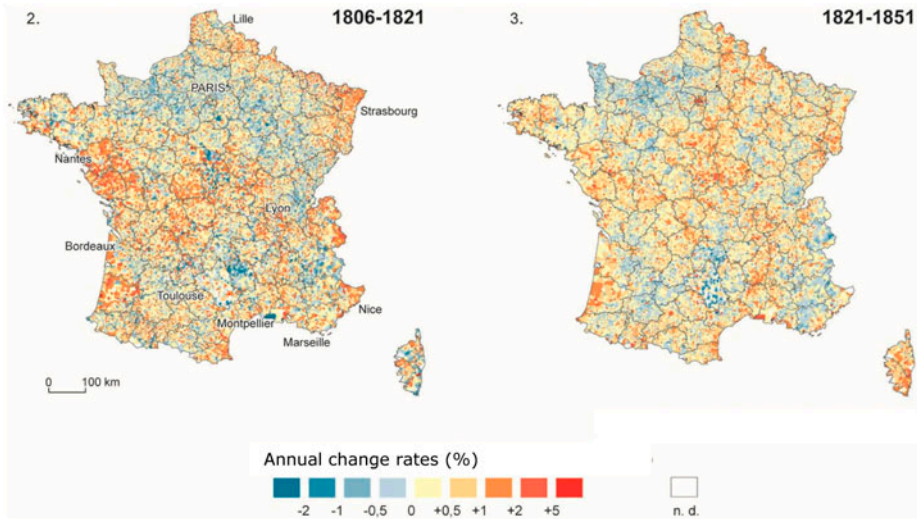 2.
1806-1821
Lille
PARIS
Strasbourg
Nantes
Lyon
Bordeaux
Toulouse
Montpellier
Nice
Marseille
0 100 km
3.
1821-1851
Annual change rates (%)
-2 -1 -0,5 0 +0,5 +1 +2 +5
n. d.